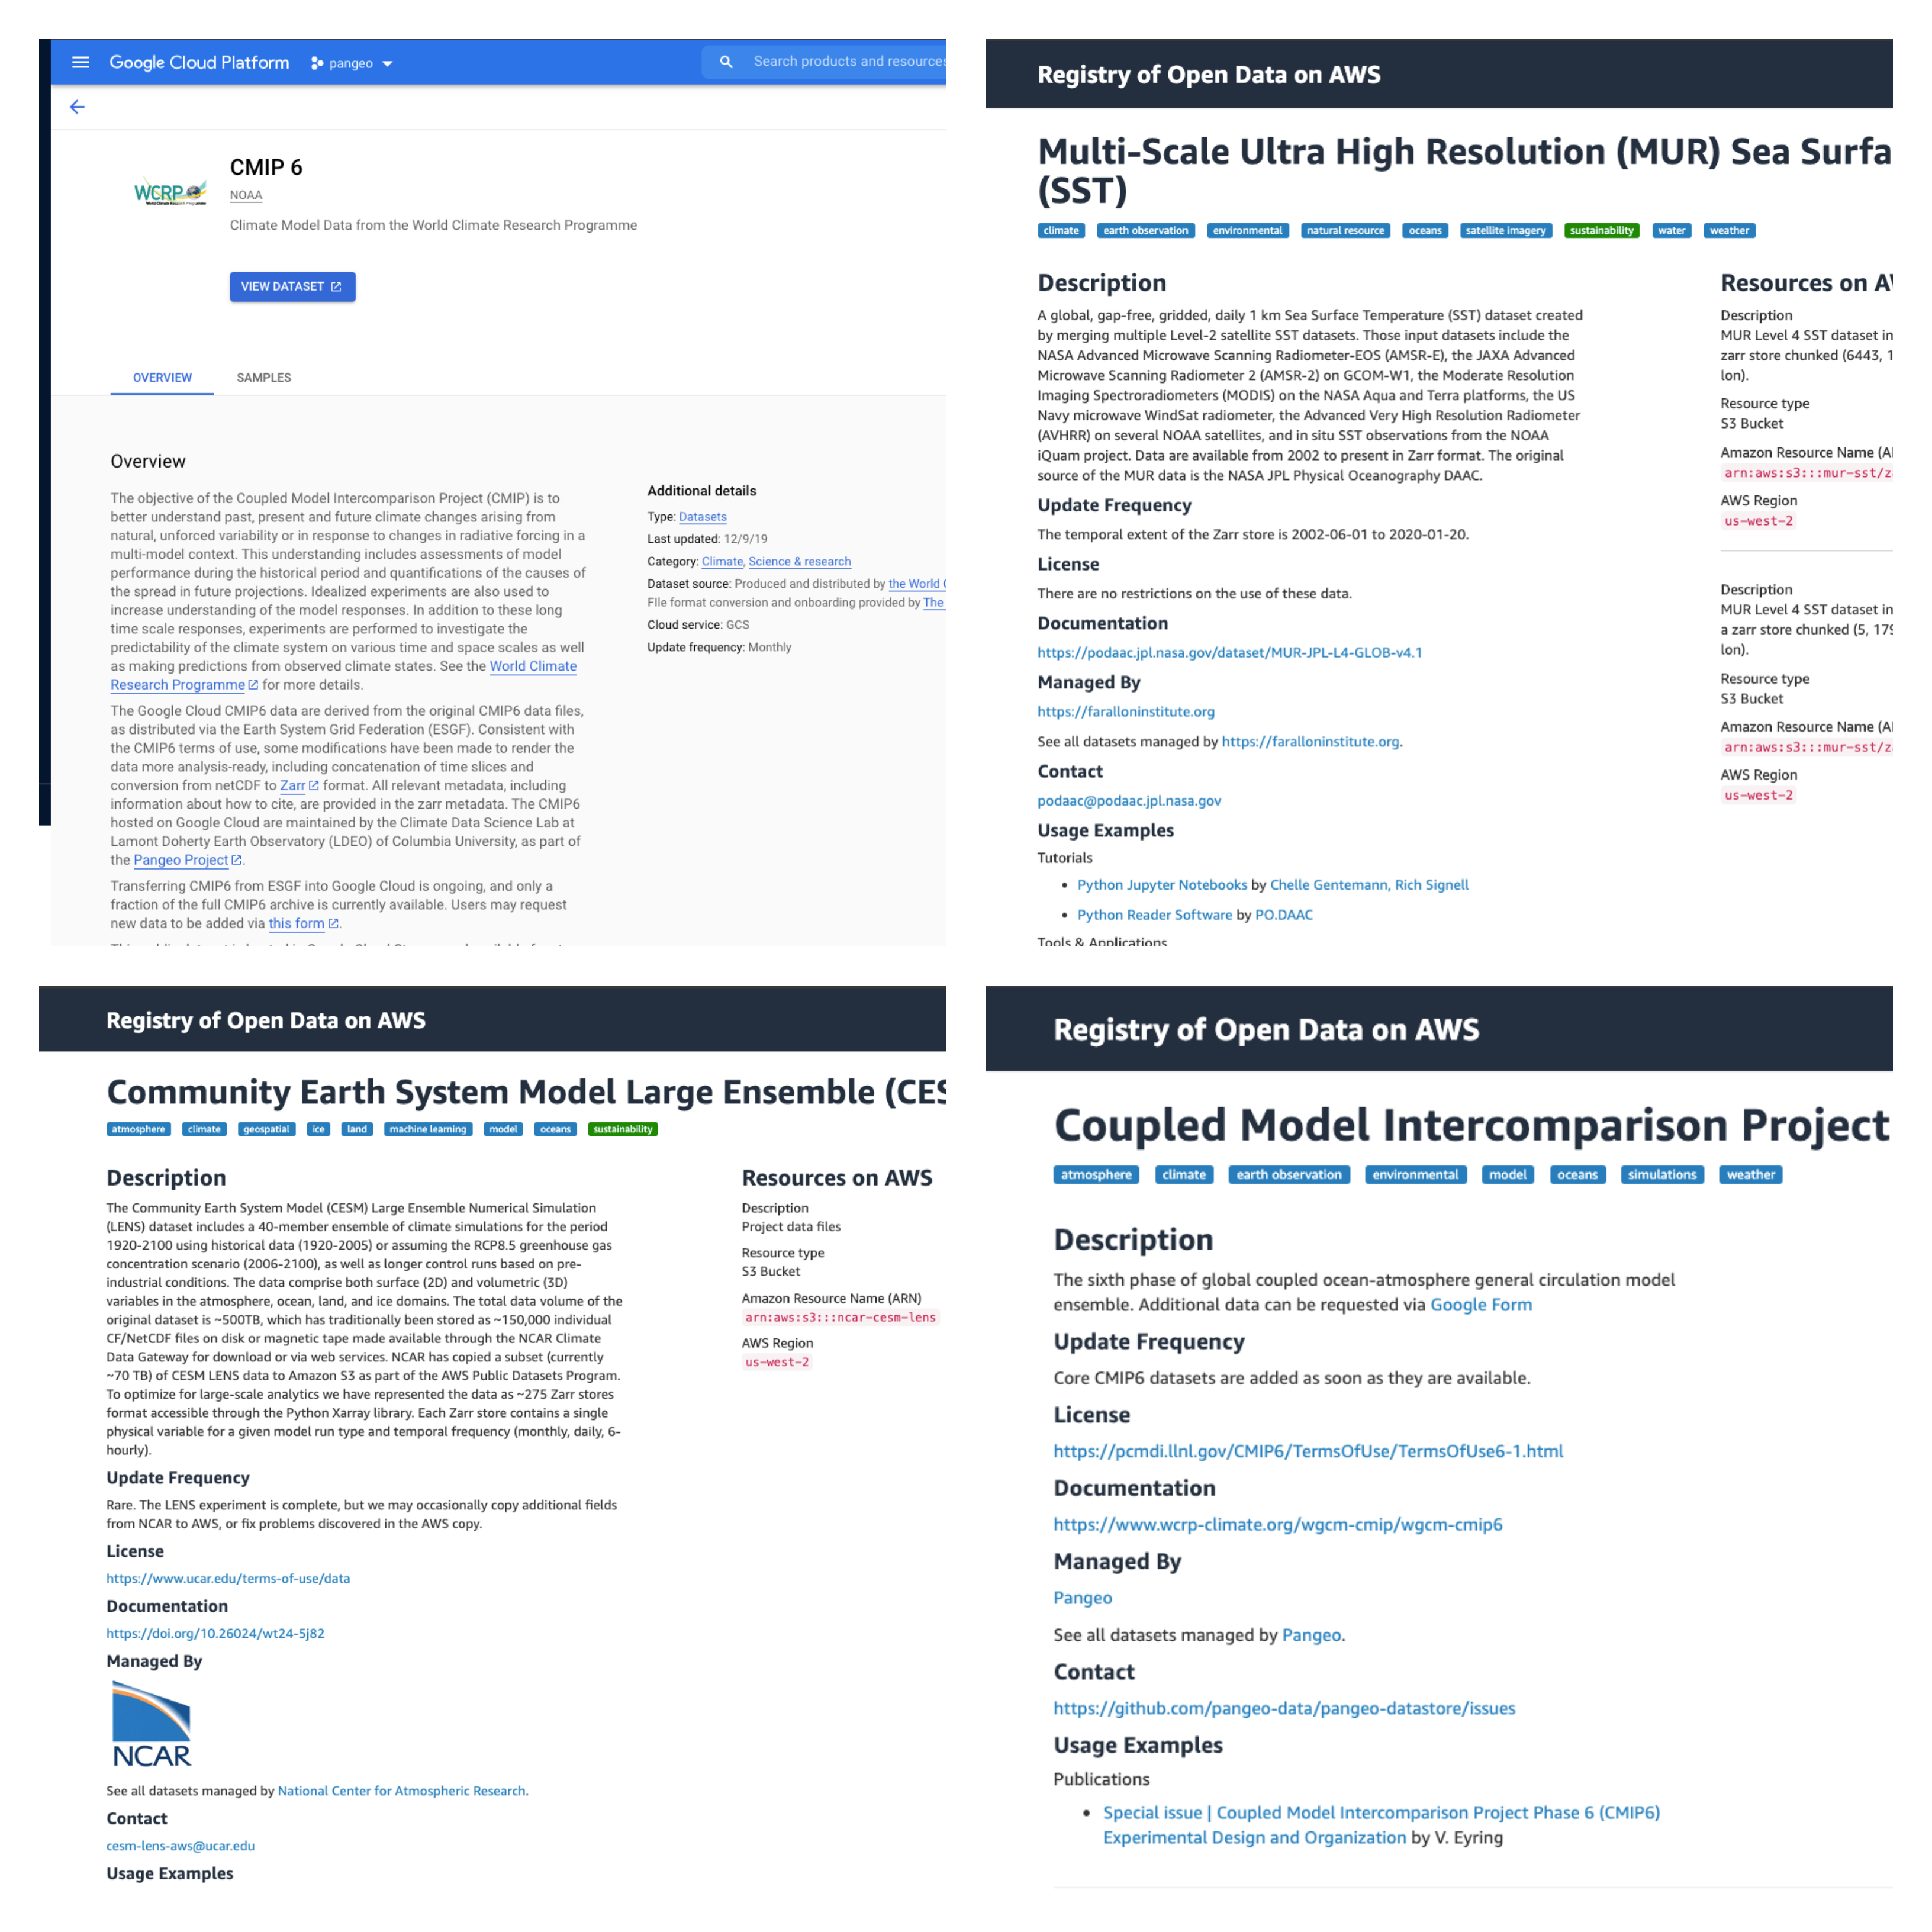 Google Cloud Platform
pangeo
Search products and resources
CMIP 6
WCRP
NOAA
Climate Model Data from the World Climate Research Programme
VIEW DATASET
OVERVIEW
SAMPLES
Overview
The objective of the Coupled Model Intercomparison Project (CMIP) is to
better understand past, present and future climate changes arising from
natural, unforced variability or in response to changes in radiative forcing in a
multi-model context. This understanding includes assessments of model
performance during the historical period and quantifications of the causes of
the spread in future projections. Idealized experiments are also used to
increase understanding of the model responses. In addition to these long
time scale responses, experiments are performed to investigate the
predictability of the climate system on various time and space scales as well
as making predictions from observed climate states. See the World Climate
Research Programme for more details.
The Google Cloud CMIP6 data are derived from the original CMIP6 data files,
as distributed via the Earth System Grid Federation (ESGF). Consistent with
the CMIP6 terms of use, some modifications have been made to render the
data more analysis-ready, including concatenation of time slices and
conversion from netCDF to Zarr format. All relevant metadata, including
information about how to cite, are provided in the zarr metadata. The CMIP6
hosted on Google Cloud are maintained by the Climate Data Science Lab at
Lamont Doherty Earth Observatory (LDEO) of Columbia University, as part of
the Pangeo Project.
Transferring CMIP6 from ESGF into Google Cloud is ongoing, and only a
fraction of the full CMIP6 archive is currently available. Users may request
new data to be added via this form.
Additional details
Type: Datasets
Last updated: 12/9/19
Category: Climate, Science & research
Dataset source: Produced and distributed by the World
FIle format conversion and onboarding provided by The
Cloud service: GCS
Update frequency: Monthly
Registry of Open Data on AWS
Multi-Scale Ultra High Resolution (MUR) Sea Surfa
(SST)
climate earth observation environmental natural resource oceans satellite imagery sustainability water weather
Description
A global, gap-free, gridded, daily 1 km Sea Surface Temperature (SST) dataset created
by merging multiple Level-2 satellite SST datasets. Those input datasets include the
NASA Advanced Microwave Scanning Radiometer-EOS (AMSR-E), the JAXA Advanced
Microwave Scanning Radiometer 2 (AMSR-2) on GCOM-W1, the Moderate Resolution
Imaging Spectroradiometers (MODIS) on the NASA Aqua and Terra platforms, the US
Navy microwave WindSat radiometer, the Advanced Very High Resolution Radiometer
(AVHRR) on several NOAA satellites, and in situ SST observations from the NOAA
iQuam project. Data are available from 2002 to present in Zarr format. The original
source of the MUR data is the NASA JPL Physical Oceanography DAAC.
Update Frequency
The temporal extent of the Zarr store is 2002-06-01 to 2020-01-20.
License
There are no restrictions on the use of these data.
Documentation
https://podaac.jpl.nasa.gov/dataset/MUR-JPL-L4-GLOB-v4.1
Managed By
https://faralloninstitute.org
See all datasets managed by https://faralloninstitute.org.
Contact
podaac@podaac.jpl.nasa.gov
Usage Examples
Tutorials
• Python Jupyter Notebooks by Chelle Gentemann, Rich Signell
• Python Reader Software by PO.DAAC
Tools & Applications
Resources on A
Description
MUR Level 4 SST dataset in
zarr store chunked (6443, 1
lon).
Resource type
S3 Bucket
Amazon Resource Name (A
arn:aws:s3:::mur-sst/z
AWS Region
us-west-2
Description
MUR Level 4 SST dataset in
a zarr store chunked (5, 179
lon).
Resource type
S3 Bucket
Amazon Resource Name (A
arn:aws:s3:::mur-sst/z
AWS Region
us-west-2
Registry of Open Data on AWS
Community Earth System Model Large Ensemble (CES
atmosphere climate geospatial ice land machine learning model oceans sustainability
Description
The Community Earth System Model (CESM) Large Ensemble Numerical Simulation
(LENS) dataset includes a 40-member ensemble of climate simulations for the period
1920-2100 using historical data (1920-2005) or assuming the RCP8.5 greenhouse gas
concentration scenario (2006-2100), as well as longer control runs based on pre-
industrial conditions. The data comprise both surface (2D) and volumetric (3D)
variables in the atmosphere, ocean, land, and ice domains. The total data volume of the
original dataset is ~500TB, which has traditionally been stored as ~150,000 individual
CF/NetCDF files on disk or magnetic tape made available through the NCAR Climate
Data Gateway for download or via web services. NCAR has copied a subset (currently
~70 TB) of CESM LENS data to Amazon S3 as part of the AWS Public Datasets Program.
To optimize for large-scale analytics we have represented the data as ~275 Zarr stores
format accessible through the Python Xarray library. Each Zarr store contains a single
physical variable for a given model run type and temporal frequency (monthly, daily, 6-
hourly).
Update Frequency
Rare. The LENS experiment is complete, but we may occasionally copy additional fields
from NCAR to AWS, or fix problems discovered in the AWS copy.
License
https://www.ucar.edu/terms-of-use/data
Documentation
https://doi.org/10.26024/wt24-5j82
Managed By
NCAR
See all datasets managed by National Center for Atmospheric Research.
Contact
cesm-lens-aws@ucar.edu
Usage Examples
Resources on AWS
Description
Project data files
Resource type
S3 Bucket
Amazon Resource Name (ARN)
arn:aws:s3:::ncar-cesm-lens
AWS Region
us-west-2
Registry of Open Data on AWS
Coupled Model Intercomparison Project
atmosphere climate earth observation environmental model oceans simulations weather
Description
The sixth phase of global coupled ocean-atmosphere general circulation model
ensemble. Additional data can be requested via Google Form
Update Frequency
Core CMIP6 datasets are added as soon as they are available.
License
https://pcmdi.llnl.gov/CMIP6/TermsOfUse/TermsOfUse6-1.html
Documentation
https://www.wcrp-climate.org/wgcm-cmip/wgcm-cmip6
Managed By
Pangeo
See all datasets managed by Pangeo.
Contact
https://github.com/pangeo-data/pangeo-datastore/issues
Usage Examples
Publications
• Special issue | Coupled Model Intercomparison Project Phase 6 (CMIP6)
Experimental Design and Organization by V. Eyring